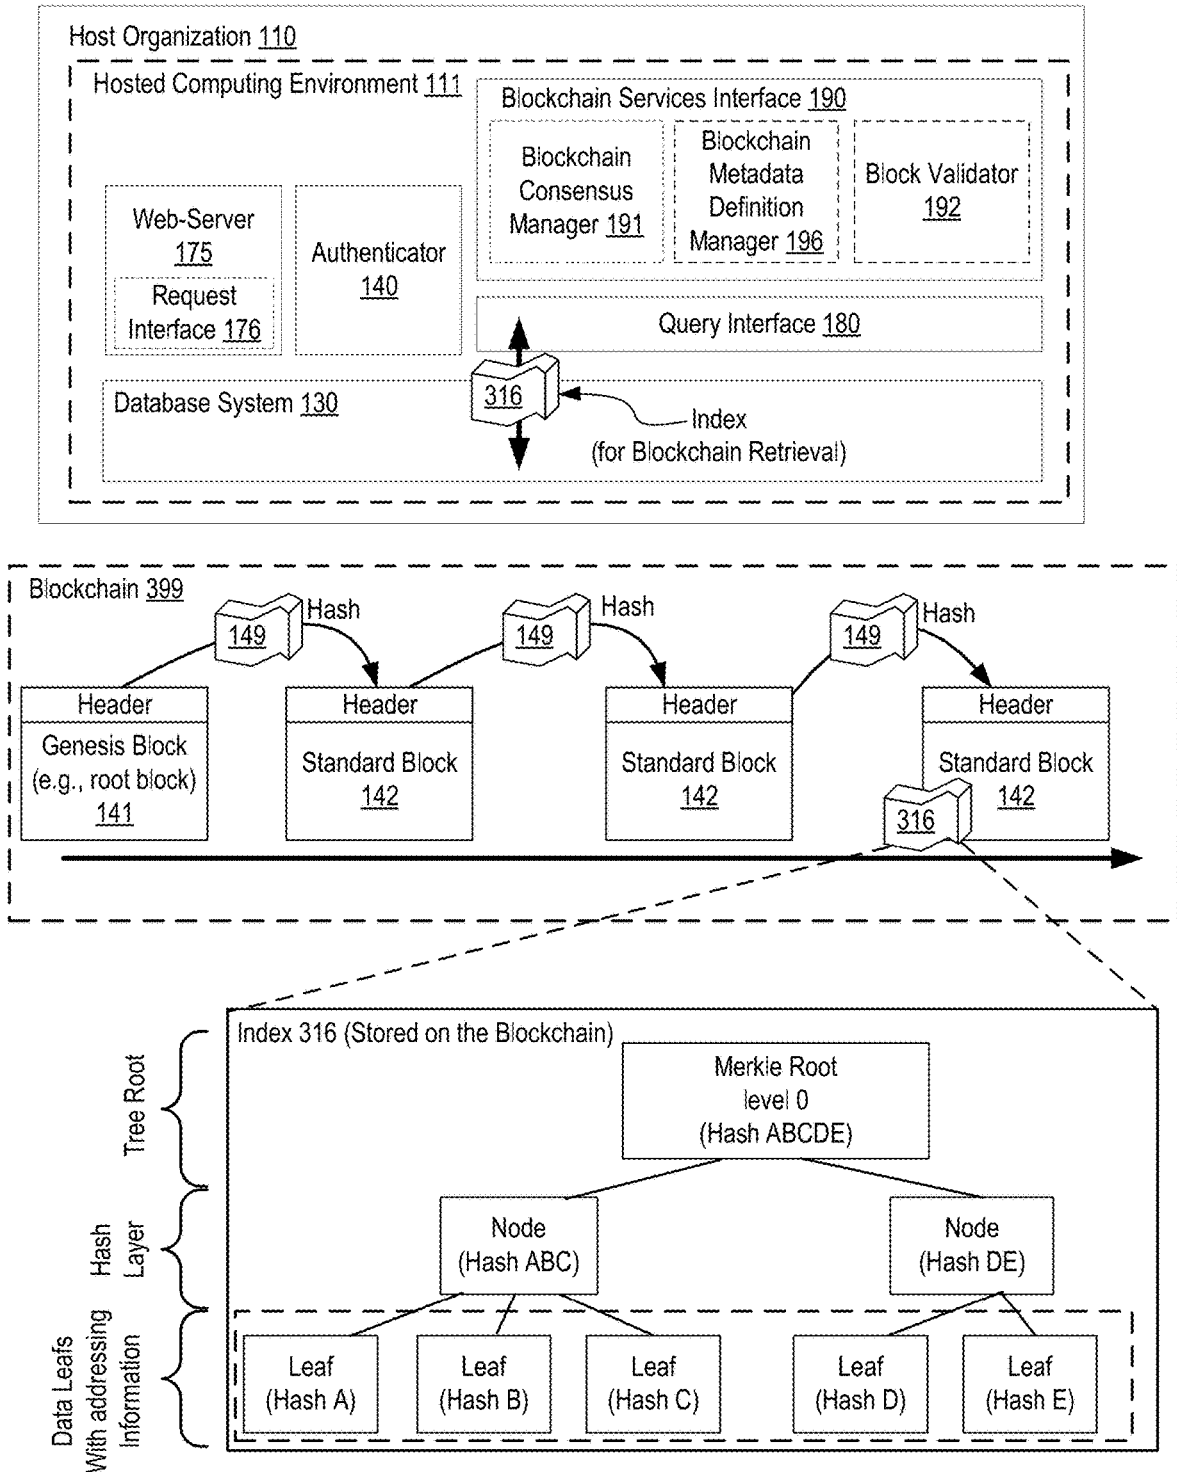 Host Organization 110
Hosted Computing Environment 111
Blockchain Services Interface 190
Blockchain
Consensus
Manager 191
Blockchain
Metadada
Definition
Manager 196
Block Validator
192
Web-Server
175
Request
Interface 176
Authenticator
140
Query Interface 180
Database System 130
316
Index
(for Blockchain Retrieval)
Blockchain 399
149
Hash
149
Hash
149
Hash
Header
Genesis Block
(e.g., root block)
141
Header
Standard Block
142
Header
Standard Block
142
Header
Standard Block
142
316
Index 316 (Stored on the Blockchain)
Tree Root
Merkie Root
level 0
(Hash ABCDE)
Hash
Layer
Node
(Hash ABC)
Node
(Hash DE)
Data Leafs
With addressing
Information
Leaf
(Hash A)
Leaf
(Hash B)
Leaf
(Hash C)
Leaf
(Hash D)
Leaf
(Hash E)